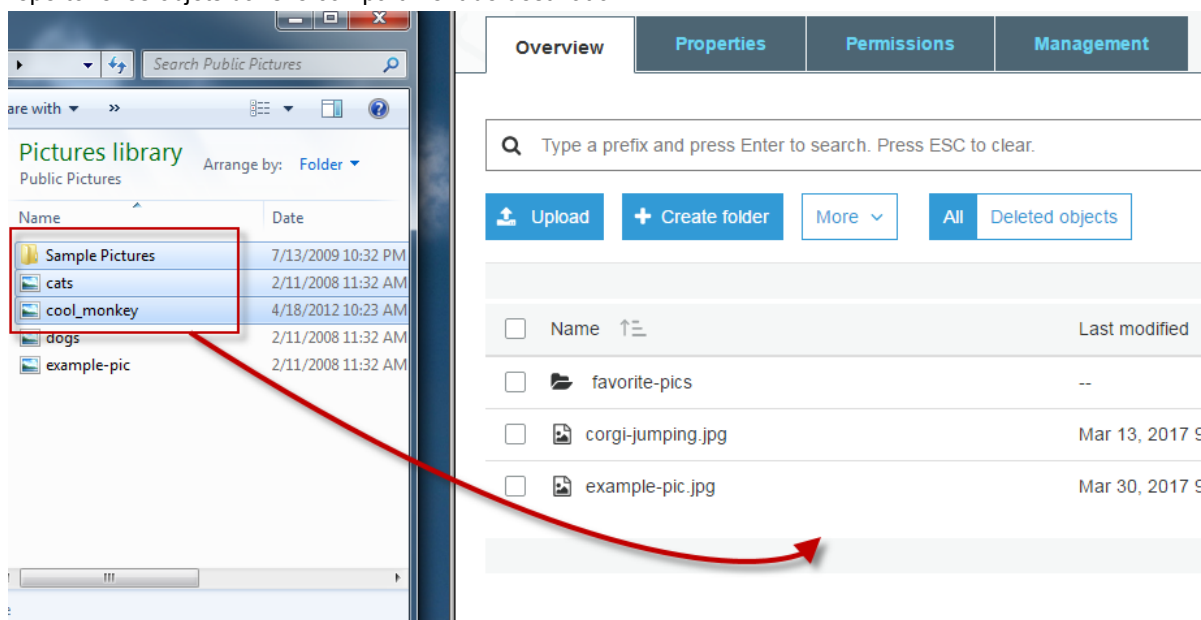 Search Public Pictures
are with
»
Pictures library
Public Pictures
Arrange by: Folder
Name Date
Sample Pictures 7/13/2009 10:32 PM
cats 2/11/2008 11:32 AM
cool_monkey 4/18/2012 10:23 AM
dogs 2/11/2008 11:32 AM
example-pic 2/11/2008 11:32 AM
Overview Properties Permissions Management
Type a prefix and press Enter to search. Press ESC to clear.
Upload + Create folder More All Deleted objects
Name Last modified
favorite-pics --
corgi-jumping.jpg Mar 13, 2017 9
example-pic.jpg Mar 30, 2017 9